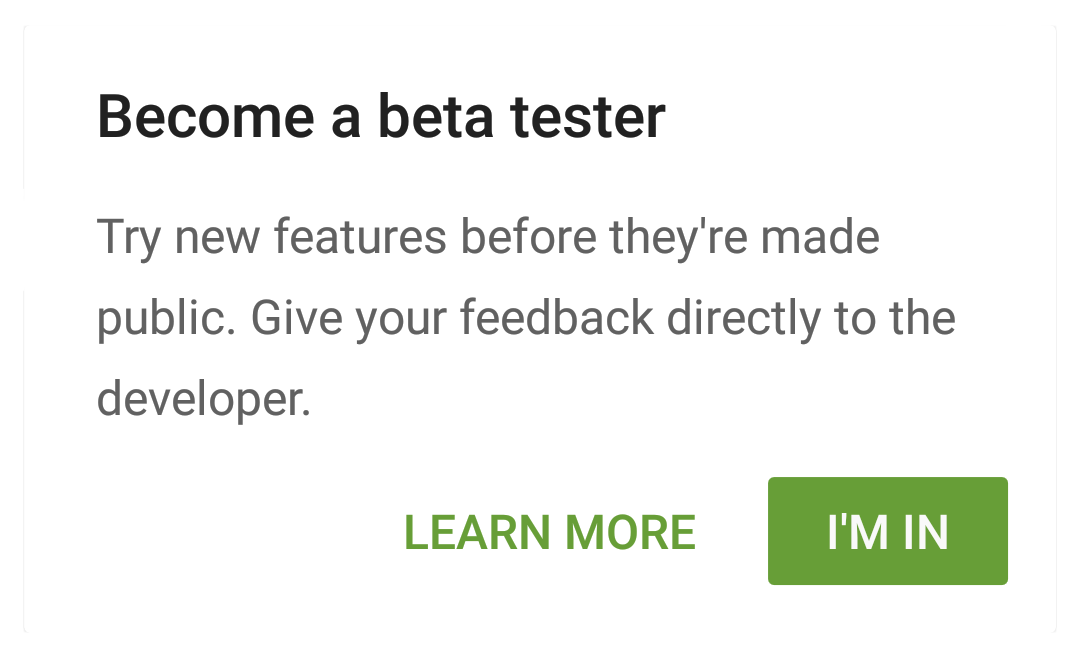 Become a beta tester
Try new features before they're made
public. Give your feedback directly to the
developer.
LEARN MORE
I'M IN